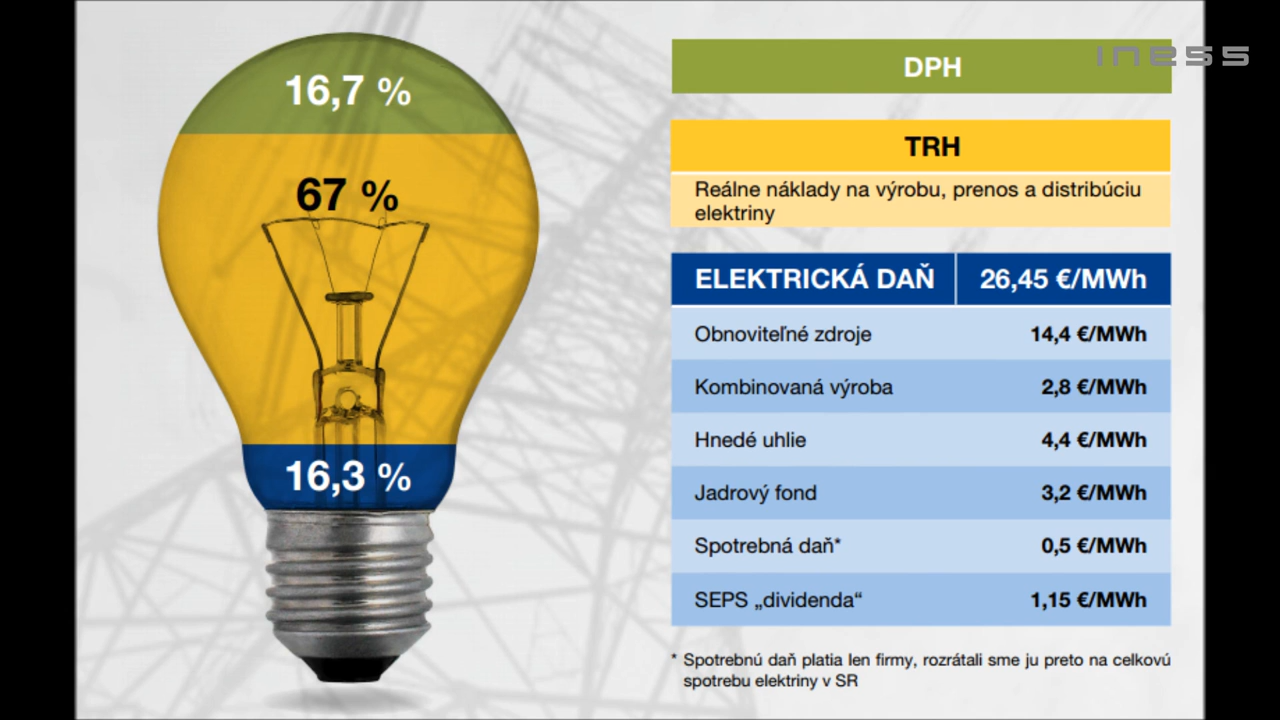 iness
16,7 %
67 %
16,3 %
DPH
TRH
Reálne náklady na výrobu, prenos a distribúciu
elektriny
ELEKTRICKÁ DAŇ 26,45 €/MWh
Obnoviteľné zdroje 14,4 €/MWh
Kombinovaná výroba 2,8 €/MWh
Hnedé uhlie 4,4 €/MWh
Jadrový fond 3,2 €/MWh
Spotrebná daň* 0,5 €/MWh
SEPS „dividenda“ 1,15 €/MWh
* Spotrebnú daň platia len firmy, rozrátali sme ju preto na celkovú
spotrebu elektriny v SR